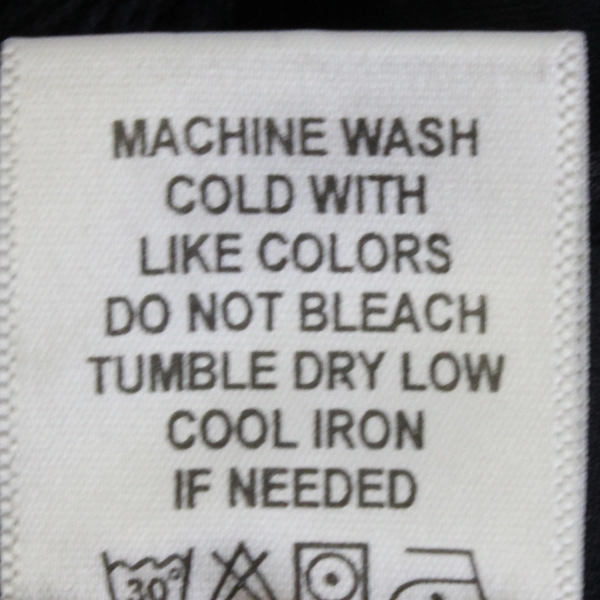 MACHINE WASH
COLD WITH
LIKE COLORS
DO NOT BLEACH
TUMBLE DRY LOW
COOL IRON
IF NEEDED
30°